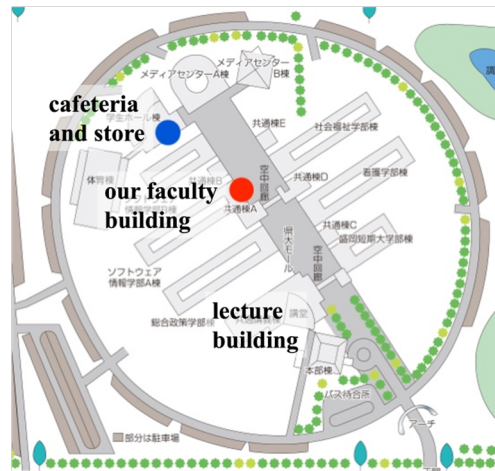 メディアセンターA棟
メディアセンター
B棟
cafeteria
and store
学生ホール棟
共通棟E
社会福祉学部棟
体育棟
共通棟B
空中回廊
看護学部棟
our faculty
building
共通棟D
共通棟A
ソフトウェア
情報学部A棟
県大モール
共通棟C
空中回廊
盛岡短期大学部棟
lecture
building
講堂
総合政策学部棟
本部棟
バス待合所
アーチ
部分は駐車場